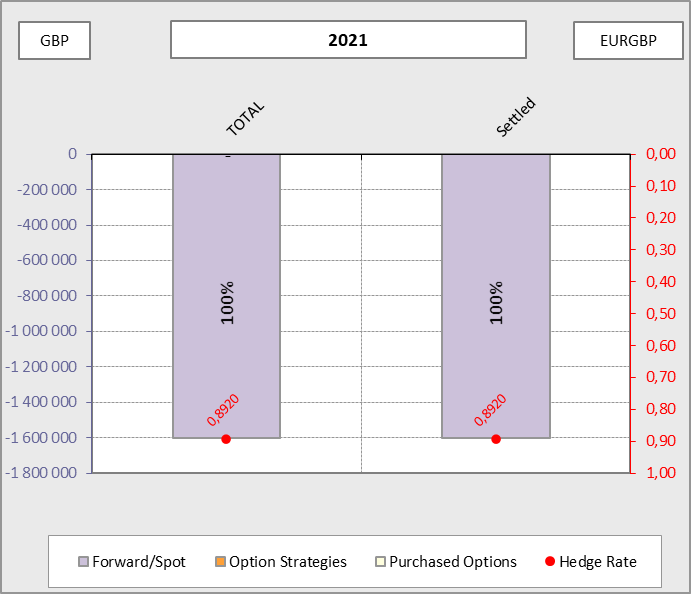 GBP
2021
EURGBP
TOTAL
Settled
0
-200 000
-400 000
-600 000
-800 000
-1 000 000
-1 200 000
-1 400 000
-1 600 000
-1 800 000
-
100%
100%
0,8920
0,8920
0,00
0,10
0,20
0,30
0,40
0,50
0,60
0,70
0,80
0,90
1,00
Forward/Spot
Option Strategies
Purchased Options
Hedge Rate